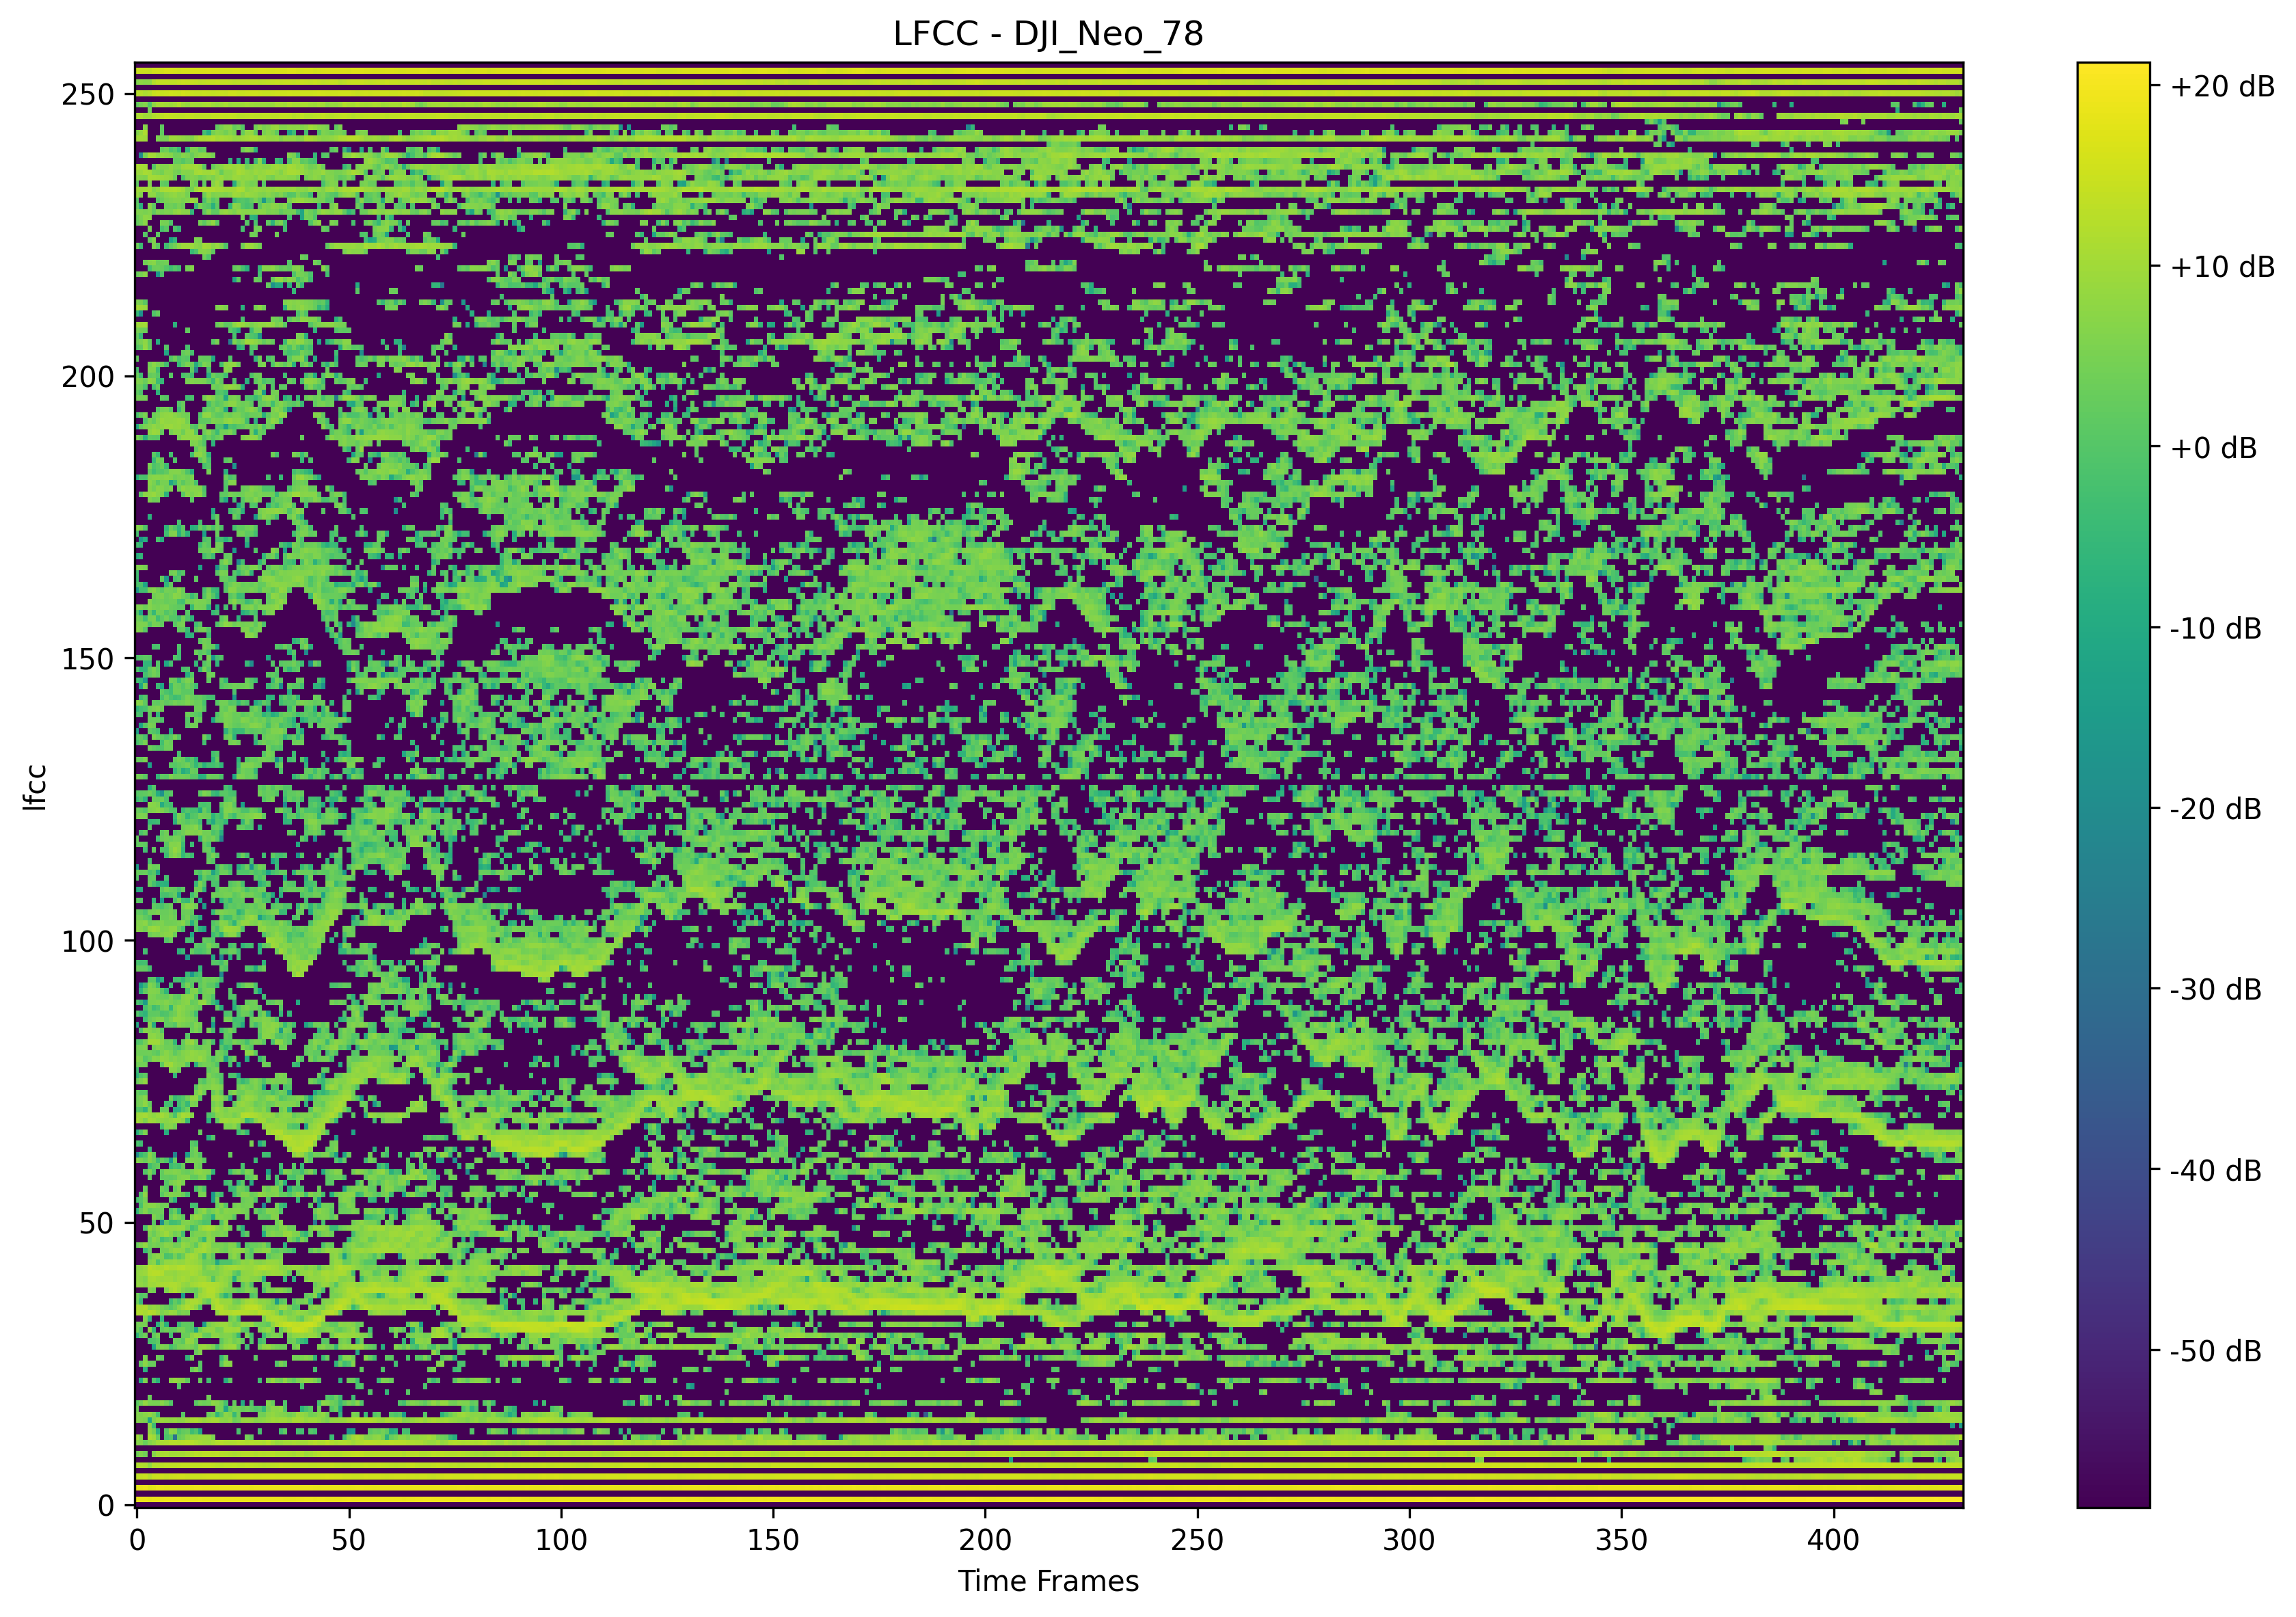 LFCC - DJI_Neo_78
250
200
150
100
50
0
lfcc
0 50 100 150 200 250 300 350 400
Time Frames
+20 dB
+10 dB
+0 dB
-10 dB
-20 dB
-30 dB
-40 dB
-50 dB